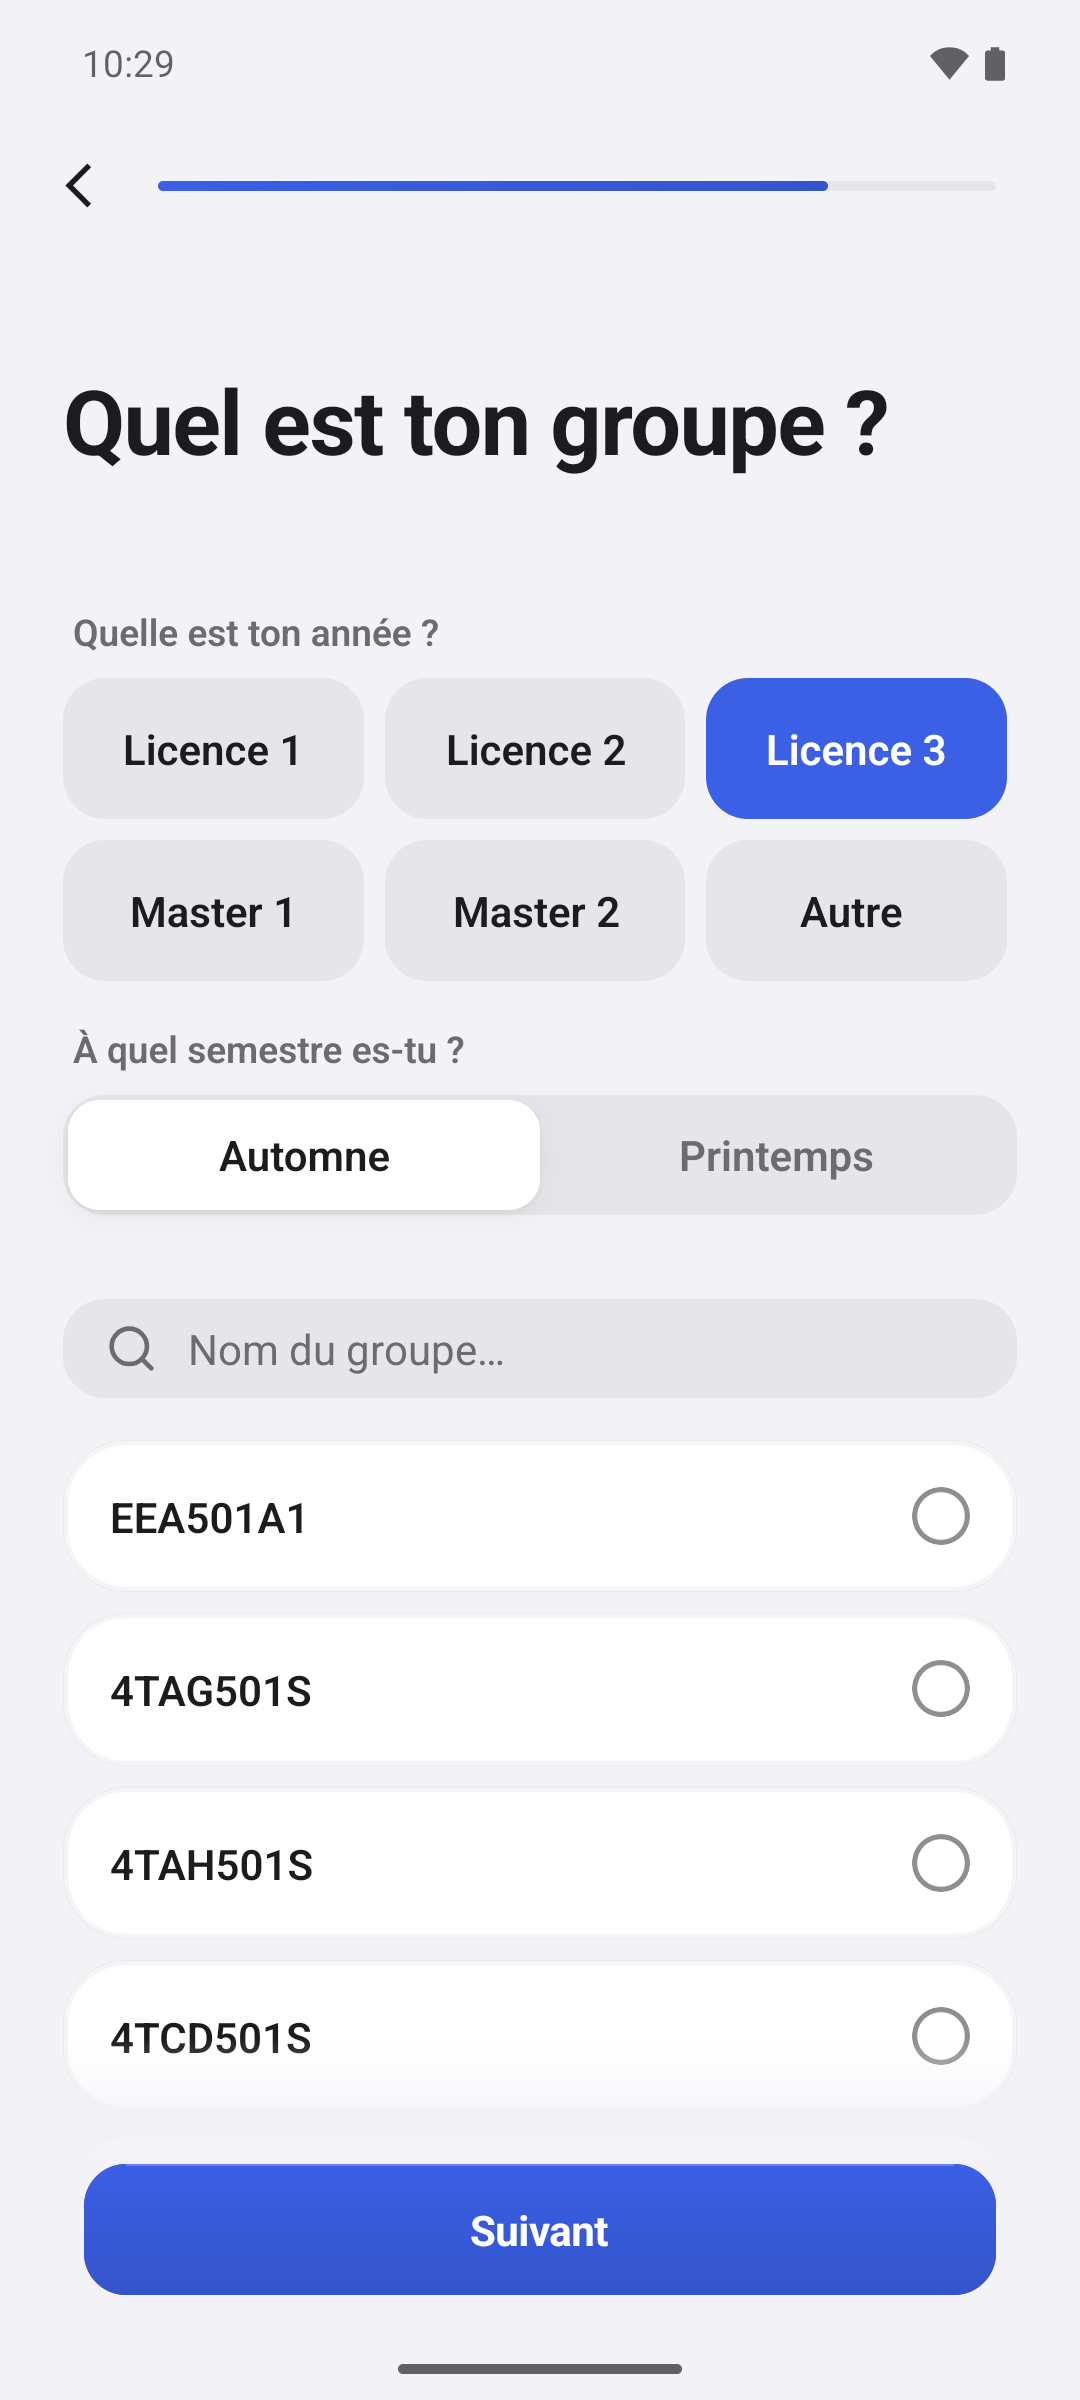 10:29
Quel est ton groupe ?
Quelle est ton année ?
Licence 1
Licence 2
Licence 3
Master 1
Master 2
Autre
À quel semestre es-tu ?
Automne
Printemps
Nom du groupe...
EEA501A1
4TAG501S
4TAH501S
4TCD501S
Suivant